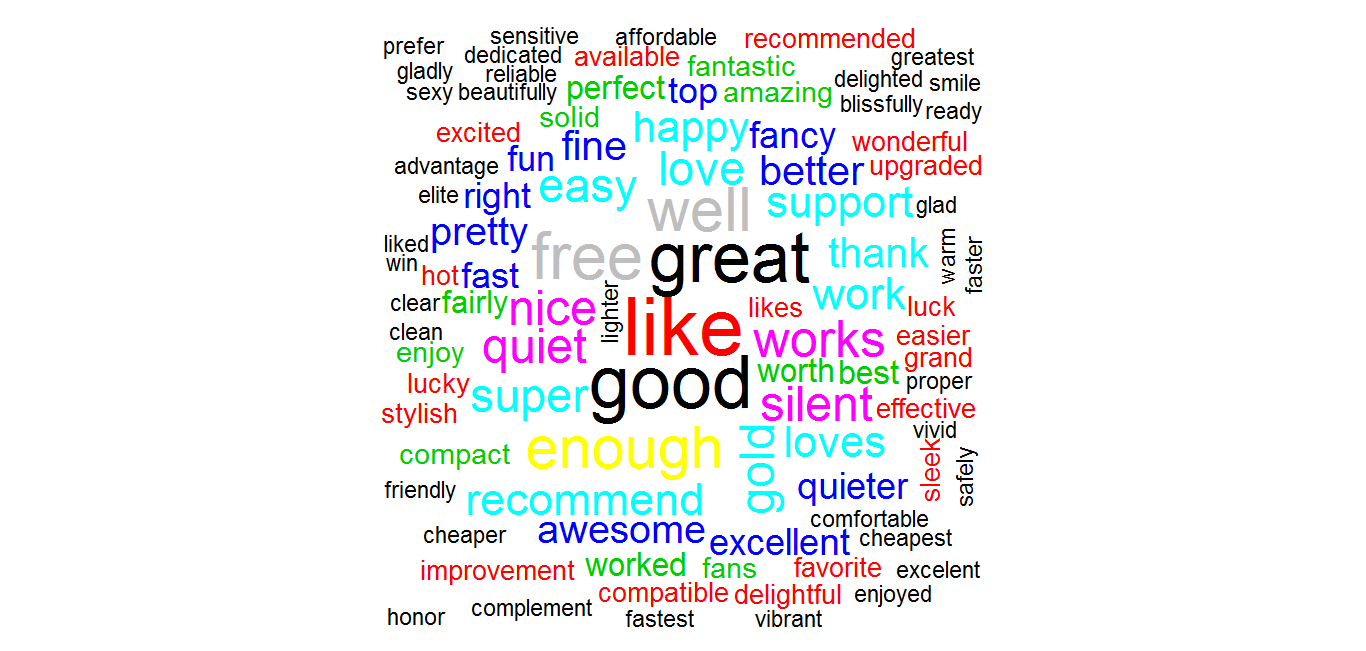 prefer sensitive affordable recommended
dedicated available fantastic greatest
gladly reliable delighted smile
sexy beautifully perfect top amazing blissfully ready
solid
excited fine happy fancy wonderful
advantage fun love better upgraded
elite right easy well support glad
pretty
liked free great thank warm faster
win hot fast
clear fairly nice lighter like likes work luck
clean quiet works easier
enjoy worth best grand
lucky super good silent proper
stylish effective
enough gold loves vivid
compact sleek safely
friendly recommend quieter
cheaper awesome excellent comfortable
cheapest
improvement worked fans favorite excelent
compatible delightful enjoyed
honor complement fastest vibrant